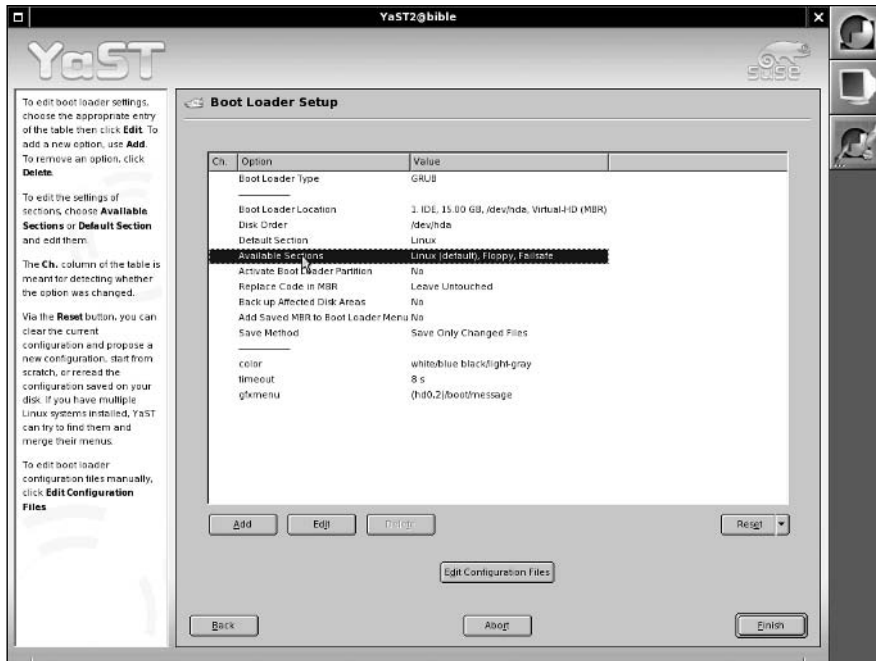 YaST2@bible
YaST
SUSE
To edit boot loader settings,
choose the appropriate entry
of the table then click Edit. To
add a new option, use Add.
To remove an option, click
Delete.
To edit the settings of
sections, choose Available
Sections or Default Section
and edit them.
The Ch. column of the table is
meant for detecting whether
the option was changed.
Via the Reset button, you can
clear the current
configuration and propose a
new configuration, start from
scratch, or reread the
configuration saved on your
disk. If you have multiple
Linux systems installed, YaST
can try to find them and
merge their menus.
To edit boot loader
configuration files manually,
click Edit Configuration
Files
Boot Loader Setup
Ch. Option Value
Boot Loader Type GRUB
Boot Loader Location 1. IDE, 15.00 GB, /dev/hda, Virtual-HD (MBR)
Disk Order /dev/hda
Default Section Linux
Available Sections Linux (default), Floppy, Failsafe
Activate Boot Loader Partition No
Replace Code in MBR Leave Untouched
Back up Affected Disk Areas No
Add Saved MBR to Boot Loader Menu No
Save Method Save Only Changed Files
color white/blue black/light-gray
timeout 8 s
gfxmenu (hd0,2)/boot/message
Add Edit Delete Reset
Edit Configuration Files
Back Abort Finish